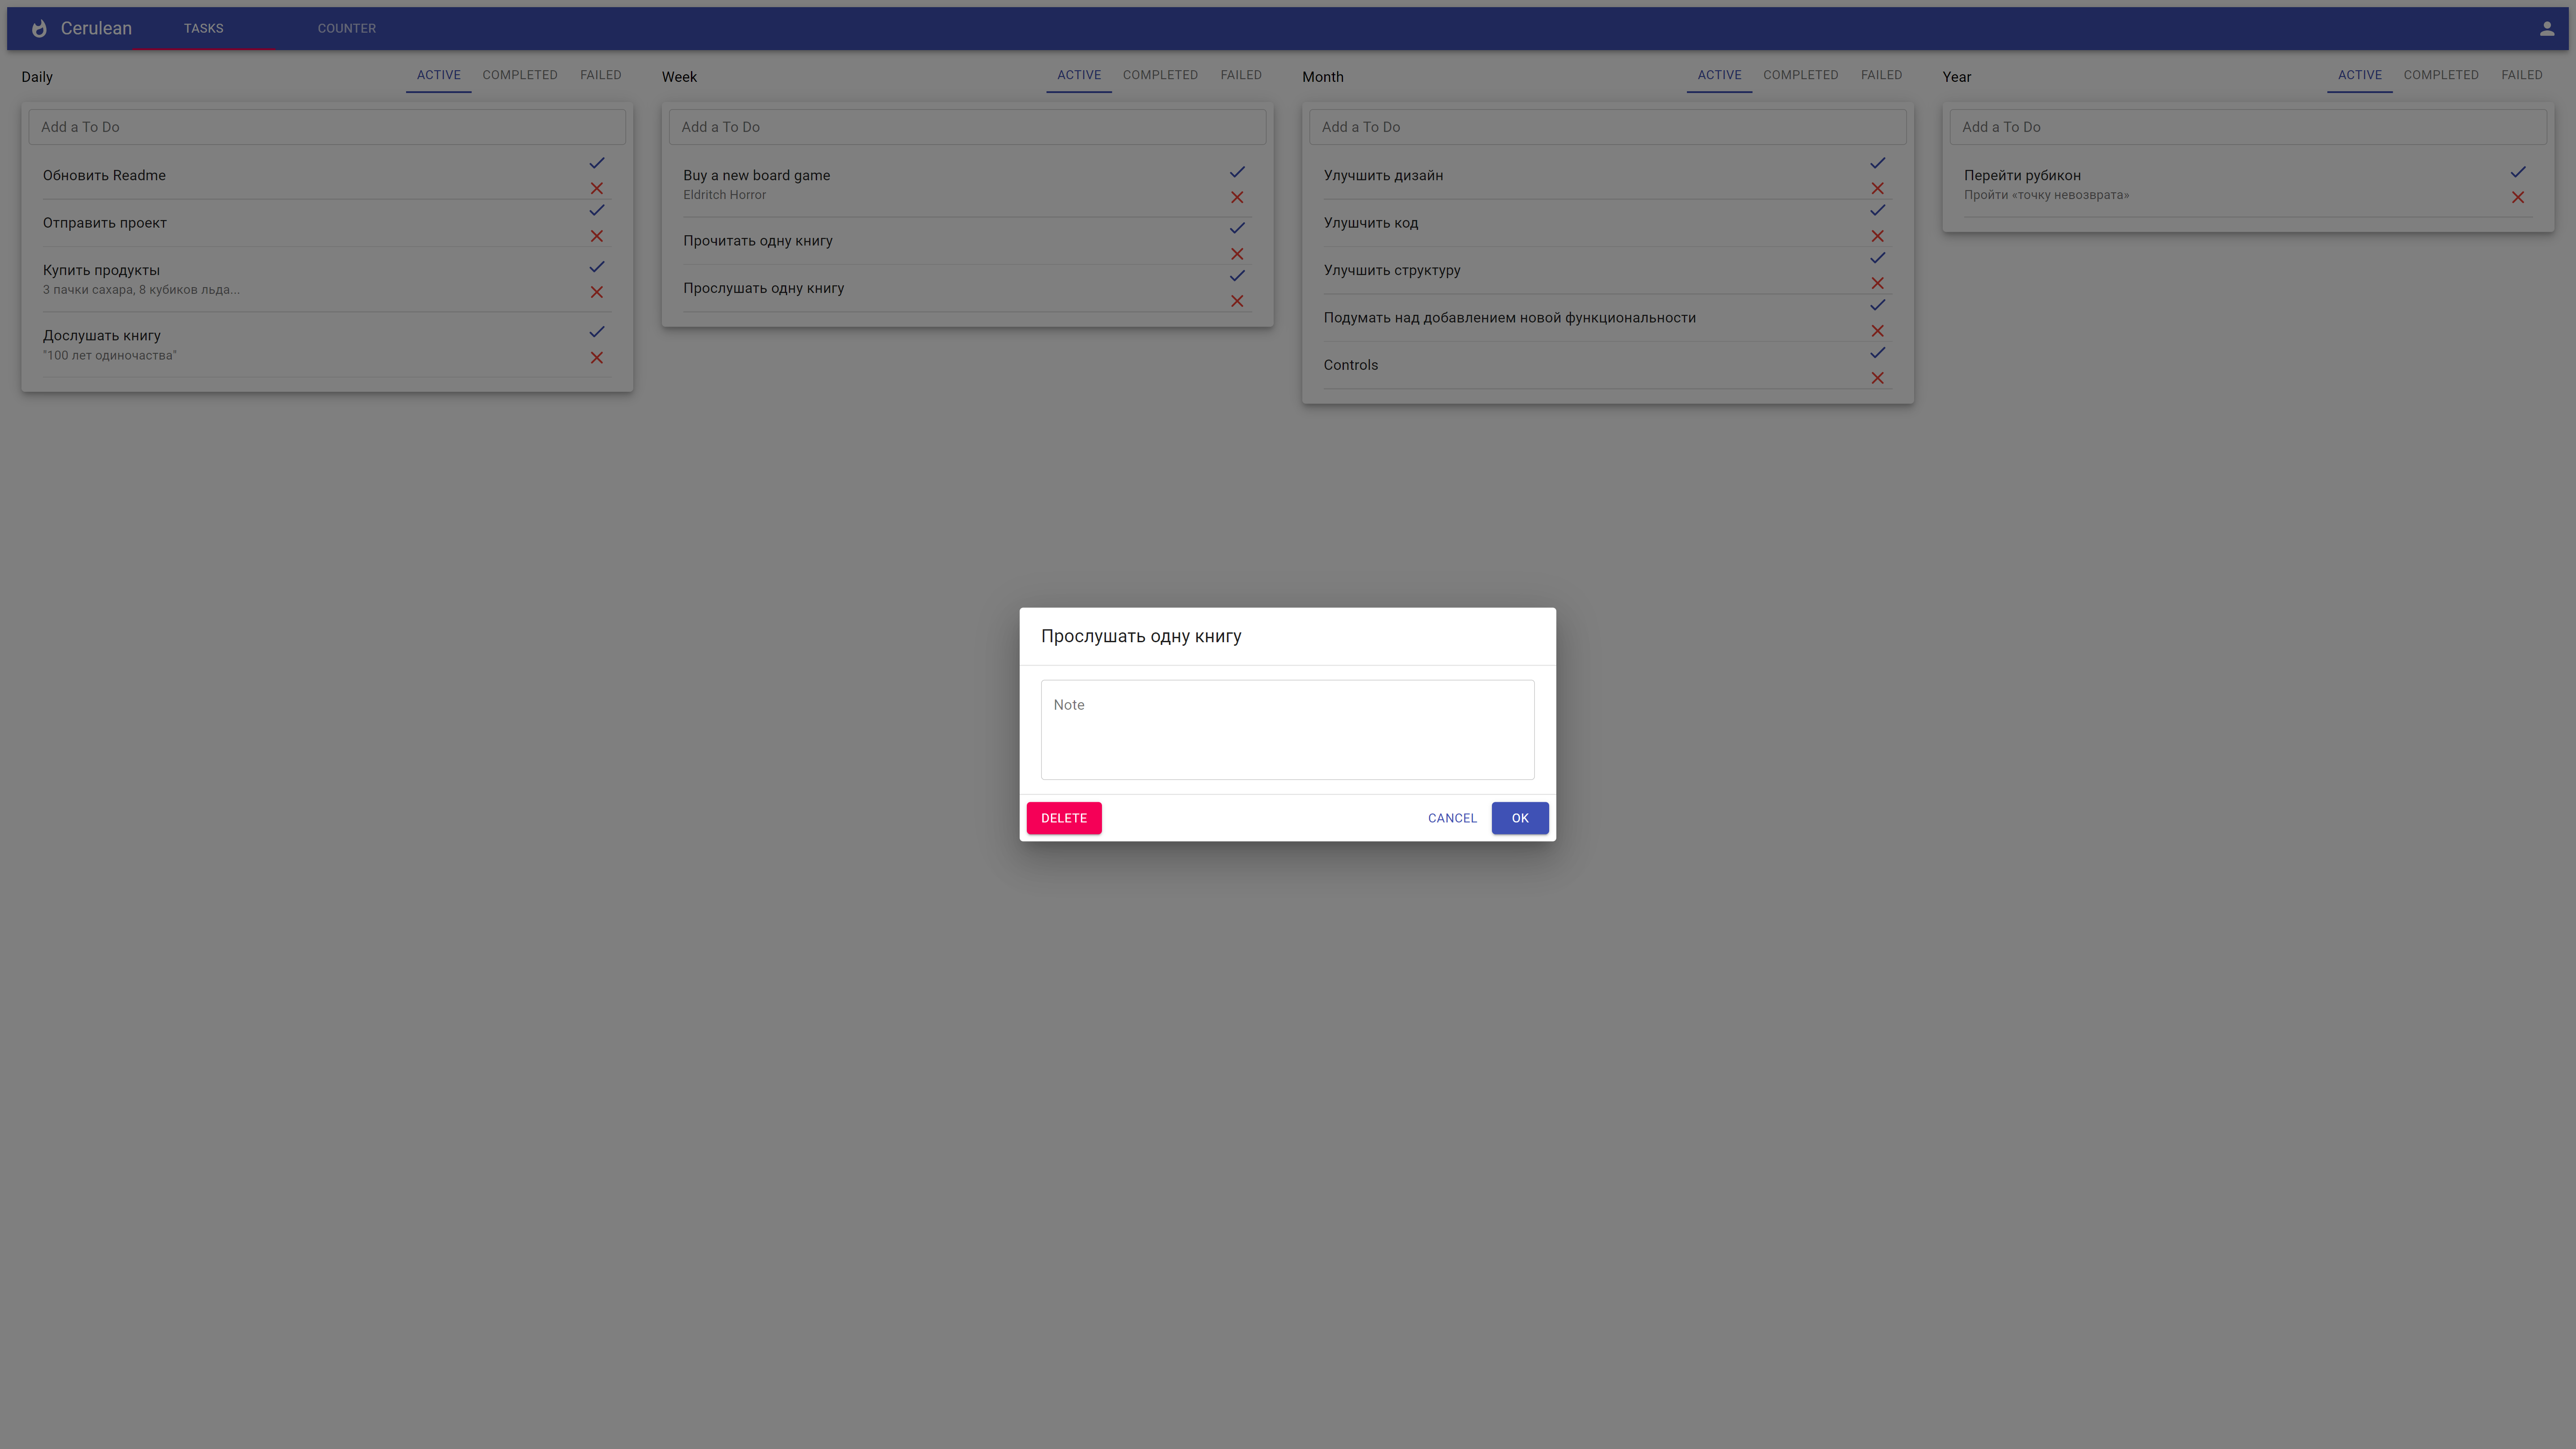 Cerulean TASKS COUNTER
Daily ACTIVE COMPLETED FAILED
Add a To Do
Обновить Readme
Отправить проект
Купить продукты
3 пачки сахара, 8 кубиков льда...
Дослушать книгу
"100 лет одиночаства"
Week ACTIVE COMPLETED FAILED
Add a To Do
Buy a new board game
Eldritch Horror
Прочитать одну книгу
Прослушать одну книгу
Month ACTIVE COMPLETED FAILED
Add a To Do
Улучшить дизайн
Улушчить код
Улучшить структуру
Подумать над добавлением новой функциональности
Controls
Year ACTIVE COMPLETED FAILED
Add a To Do
Перейти рубикон
Пройти «точку невозврата»
Прослушать одну книгу
Note
DELETE CANCEL OK